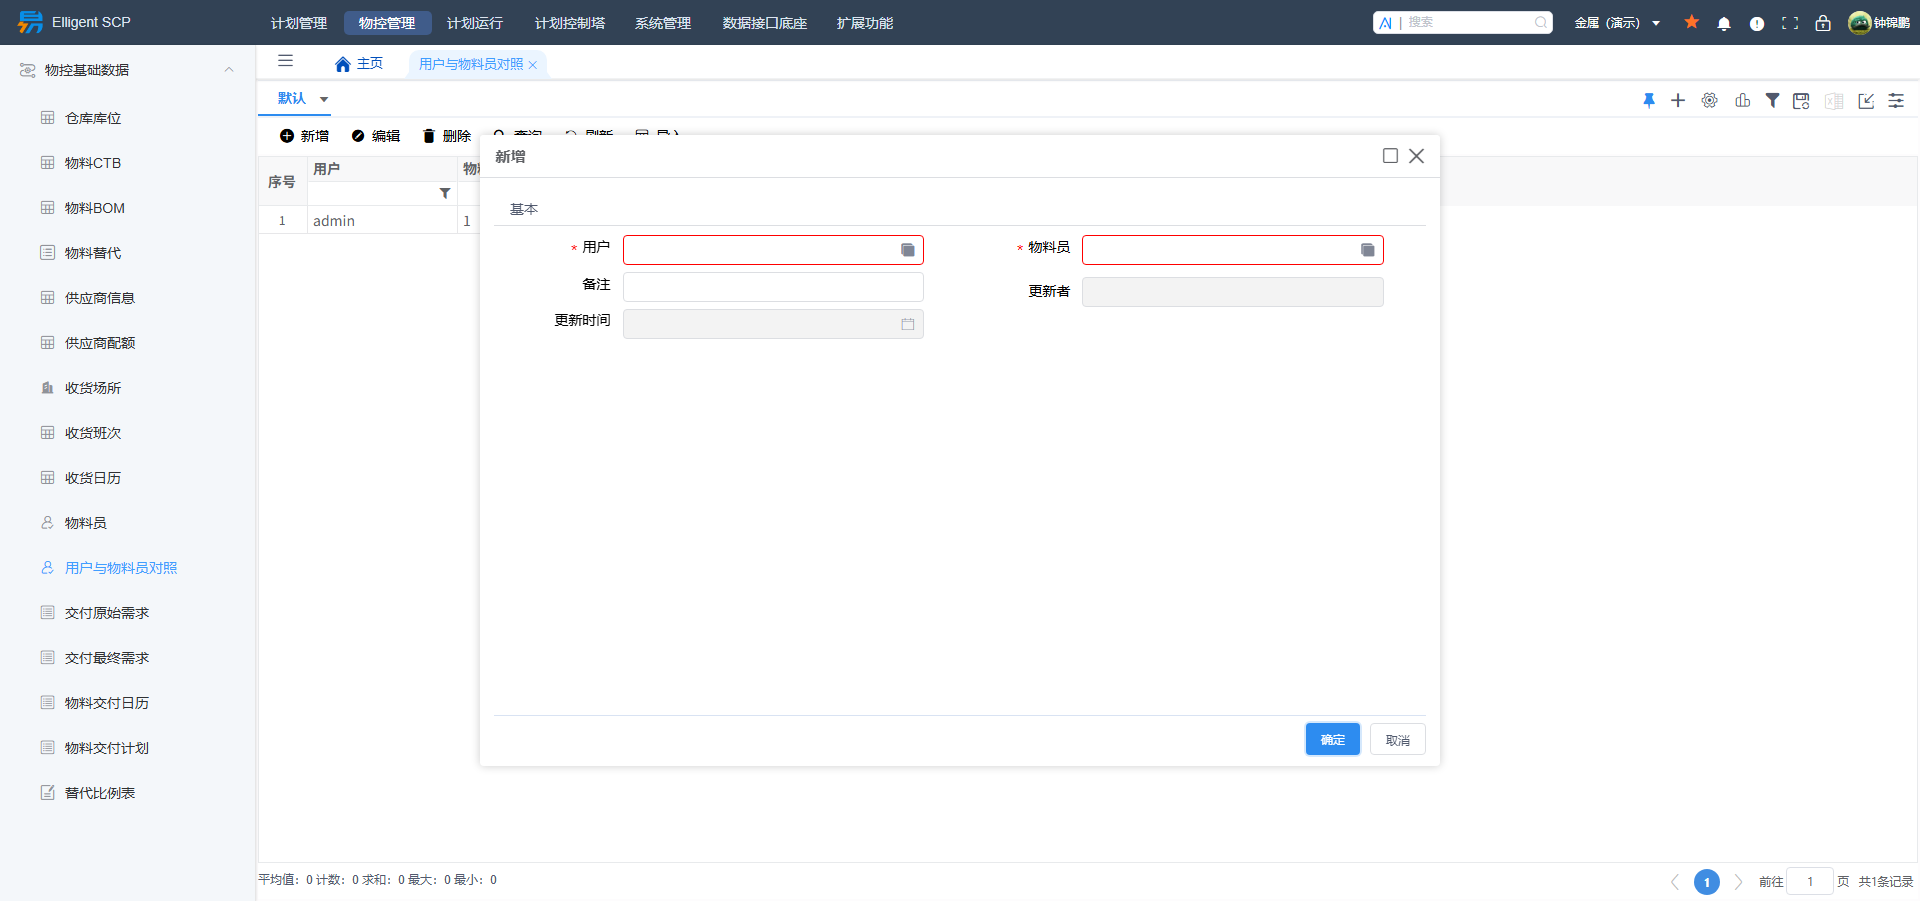 Elligent SCP
计划管理
物控管理
计划运行
计划控制塔
系统管理
数据接口底座
扩展功能
AI | 搜索
金属（演示）
钟锦鹏
物控基础数据
仓库库位
物料CTB
物料BOM
物料替代
供应商信息
供应商配额
收货场所
收货班次
收货日历
物料员
用户与物料员对照
交付原始需求
交付最终需求
物料交付日历
物料交付计划
替代比例表
主页
用户与物料员对照
默认
新增
编辑
删除
查询
刷新
导入
序号
用户
1
admin
1
新增
基本
* 用户
* 物料员
备注
更新者
更新时间
确定
取消
平均值：0 计数：0 求和：0 最大：0 最小：0
1
前往 1 页 共1条记录